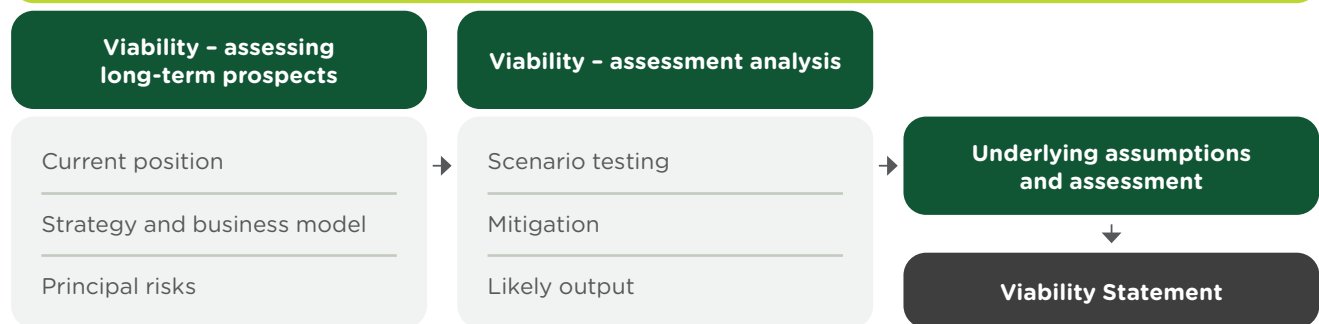 Viability – assessing
long-term prospects
Current position
Strategy and business model
Principal risks
Viability – assessment analysis
Scenario testing
Mitigation
Likely output
Underlying assumptions
and assessment
Viability Statement